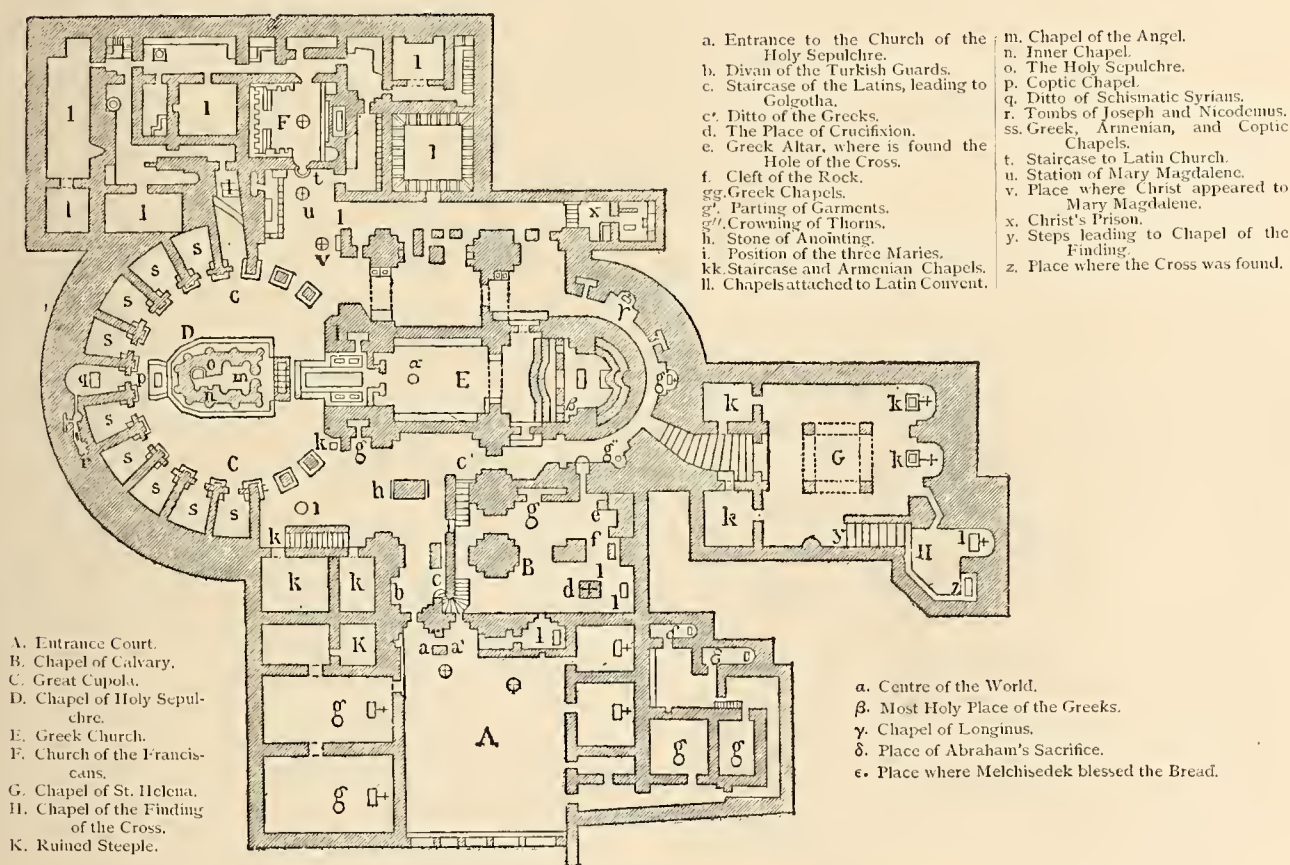 a. Entrance to the Church of the
Holy Sepulchre.
b. Divan of the Turkish Guards.
c. Staircase of the Latins, leading to
Golgotha.
c'. Ditto of the Greeks.
d. The Place of Crucifixion.
e. Greek Altar, where is found the
Hole of the Cross.
f. Cleft of the Rock.
gg. Greek Chapels.
g'. Parting of Garments.
g''. Crowning of Thorns.
h. Stone of Anointing.
i. Position of the three Maries.
kk. Staircase and Armenian Chapels.
ll. Chapels attached to Latin Convent.
m. Chapel of the Angel.
n. Inner Chapel.
o. The Holy Sepulchre.
p. Coptic Chapel.
q. Ditto of Schismatic Syrians.
r. Tombs of Joseph and Nicodemus.
ss. Greek, Armenian, and Coptic
Chapels.
t. Staircase to Latin Church.
u. Station of Mary Magdalene.
v. Place where Christ appeared to
Mary Magdalene.
x. Christ's Prison.
y. Steps leading to Chapel of the
Finding.
z. Place where the Cross was found.
l
l
F
l
l
t
l
l
u
l
x
v
s
s
s
C
s
D
s
γ
q
p
o
m
n
a
E
g
k
k
G
k
s
r
s
s
s
s
C
k
g
c'
g''
h
k
g
e
f
B
l
d
l
y
H
l
z
k
k
k
b
c
K
a
a'
l
g
A
g
g
g
A. Entrance Court.
B. Chapel of Calvary.
C. Great Cupola.
D. Chapel of Holy Sepul-
chre.
E. Greek Church.
F. Church of the Francis-
cans.
G. Chapel of St. Helena.
H. Chapel of the Finding
of the Cross.
K. Ruined Steeple.
α. Centre of the World.
β. Most Holy Place of the Greeks.
γ. Chapel of Longinus.
δ. Place of Abraham's Sacrifice.
ϵ. Place where Melchisedek blessed the Bread.